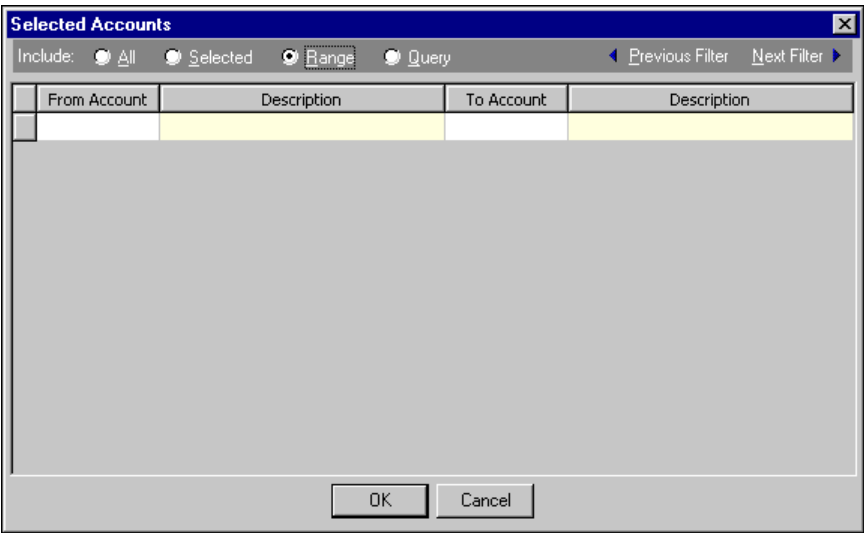 Selected Accounts
Include: All Selected Range Query Previous Filter Next Filter
From Account Description To Account Description
OK Cancel